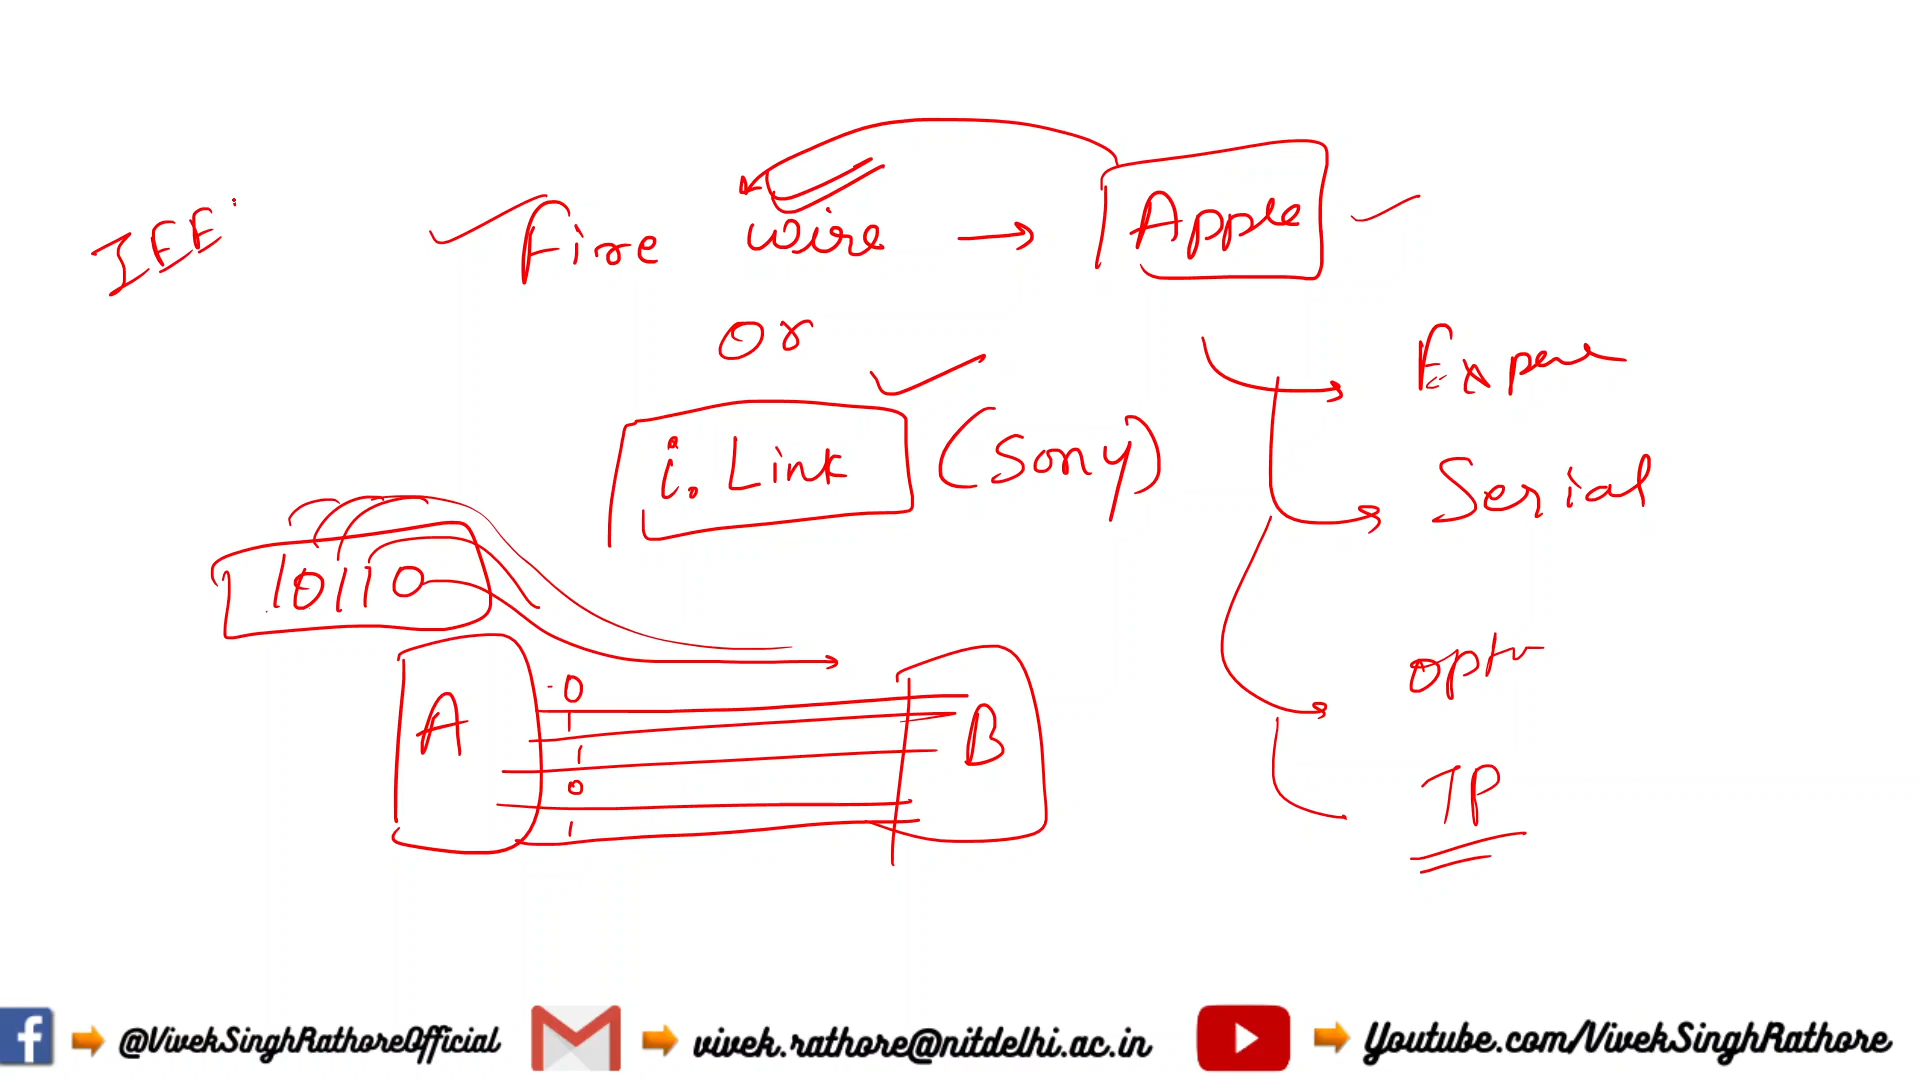 IEE
Fire wire → Apple
or
i. Link (Sony)
Serial
10110
A
B
0
1
1
0
1
TP
@VivekSinghRathoreOfficial
vivek.rathore@nitdelhi.ac.in
Youtube.com/VivekSinghRathore